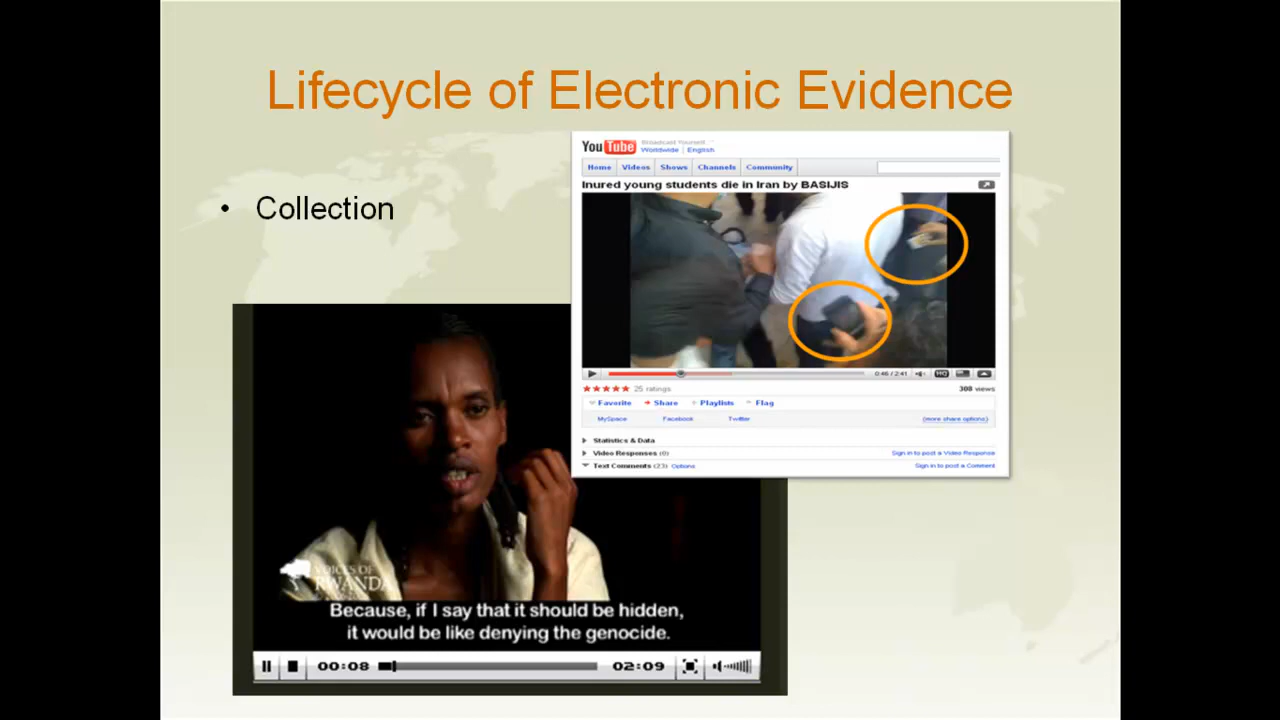 Lifecycle of Electronic Evidence
• Collection
YouTube Broadcast Yourself
Worldwide | English
Home Videos Shows Channels Community
Inured young students die in Iran by BASIJIS
0:46 / 2:41 HQ
25 ratings 308 views
Favorite Share Playlists Flag
MySpace Facebook Twitter (more share options)
Statistics & Data
Video Responses (0) Sign in to post a Video Response
Text Comments (23) Options Sign in to post a Comment
VOICES OF
RWANDA
Because, if I say that it should be hidden,
it would be like denying the genocide.
00:08 02:09